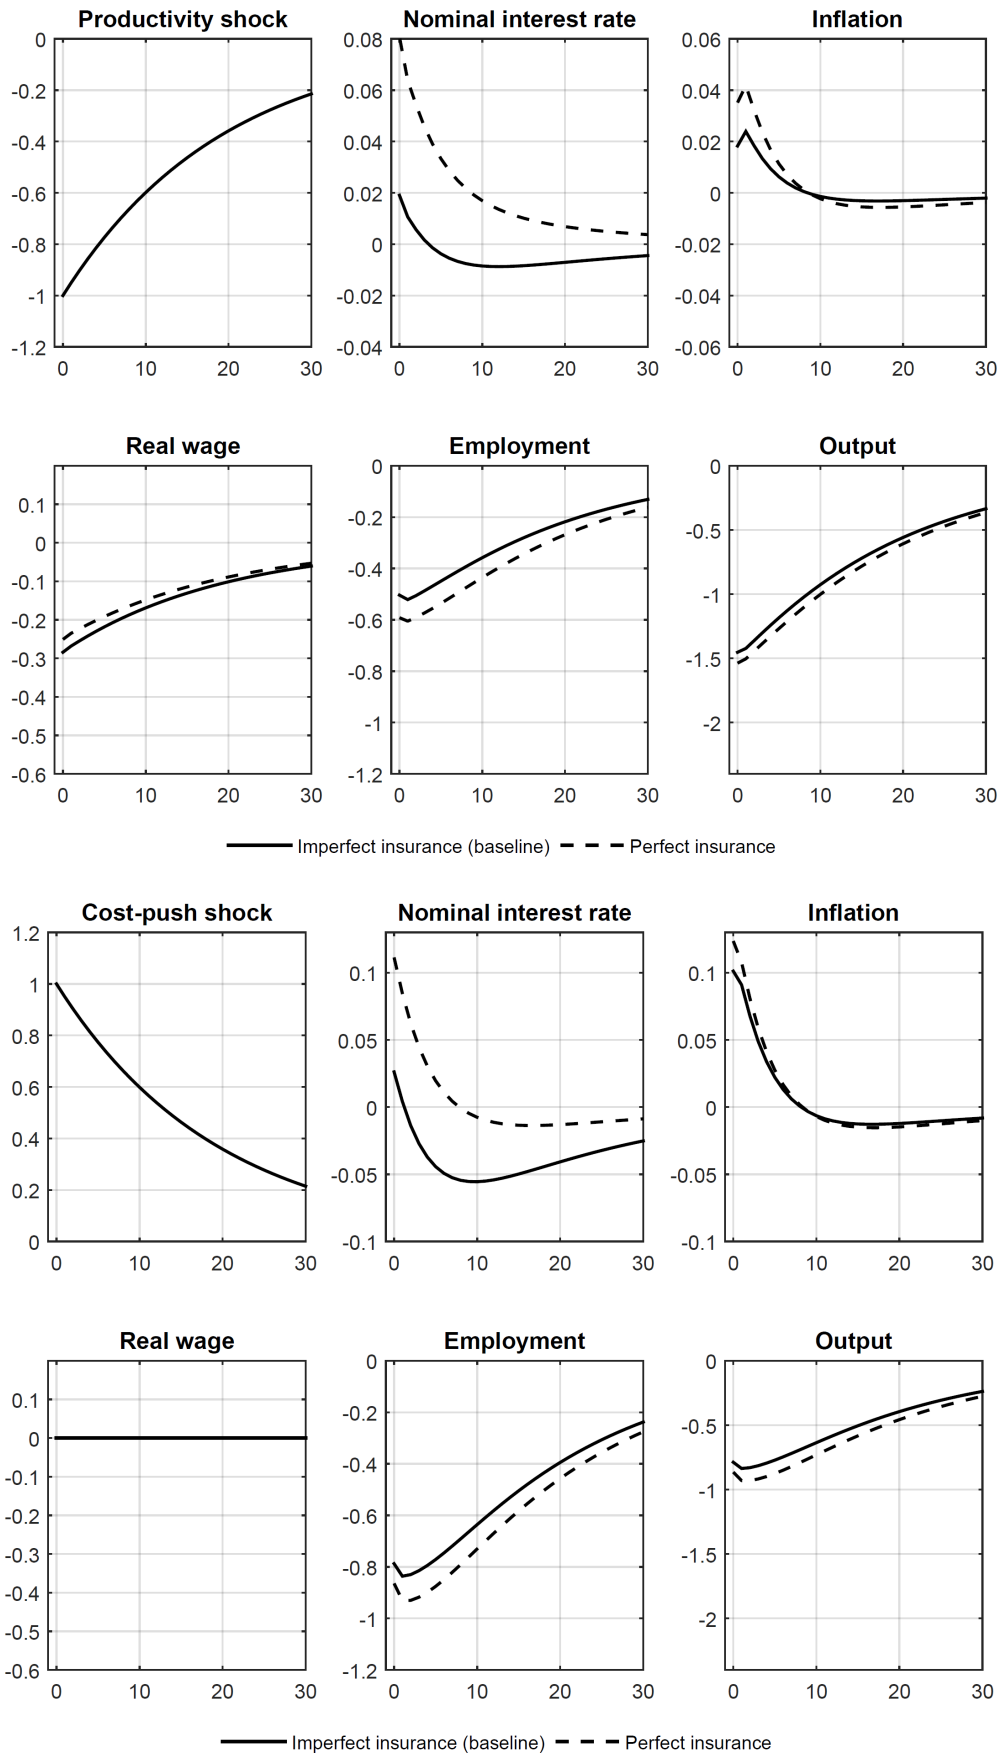 Productivity shock Nominal interest rate Inflation
0 0.08 0.06
-0.2 0.06 0.04
-0.4 0.04 0.02
-0.6 0.02 0
-0.8 0 -0.02
-1 -0.02 -0.04
-1.2 -0.04 -0.06
0 10 20 30 0 10 20 30 0 10 20 30
Real wage Employment Output
0.1 0 0
0 -0.2 -0.5
-0.1 -0.4 -1
-0.2 -0.6 -1.5
-0.3 -0.8 -2
-0.4 -1
-0.5 -1.2
-0.6
0 10 20 30 0 10 20 30 0 10 20 30
Imperfect insurance (baseline) Perfect insurance
Cost-push shock Nominal interest rate Inflation
1.2 0.1 0.1
1 0.05 0.05
0.8 0 0
0.6 -0.05 -0.05
0.4 -0.1 -0.1
0.2
0
0 10 20 30 0 10 20 30 0 10 20 30
Real wage Employment Output
0.1 0 0
0 -0.2 -0.5
-0.1 -0.4 -1
-0.2 -0.6 -1.5
-0.3 -0.8 -2
-0.4 -1
-0.5 -1.2
-0.6
0 10 20 30 0 10 20 30 0 10 20 30
Imperfect insurance (baseline) Perfect insurance